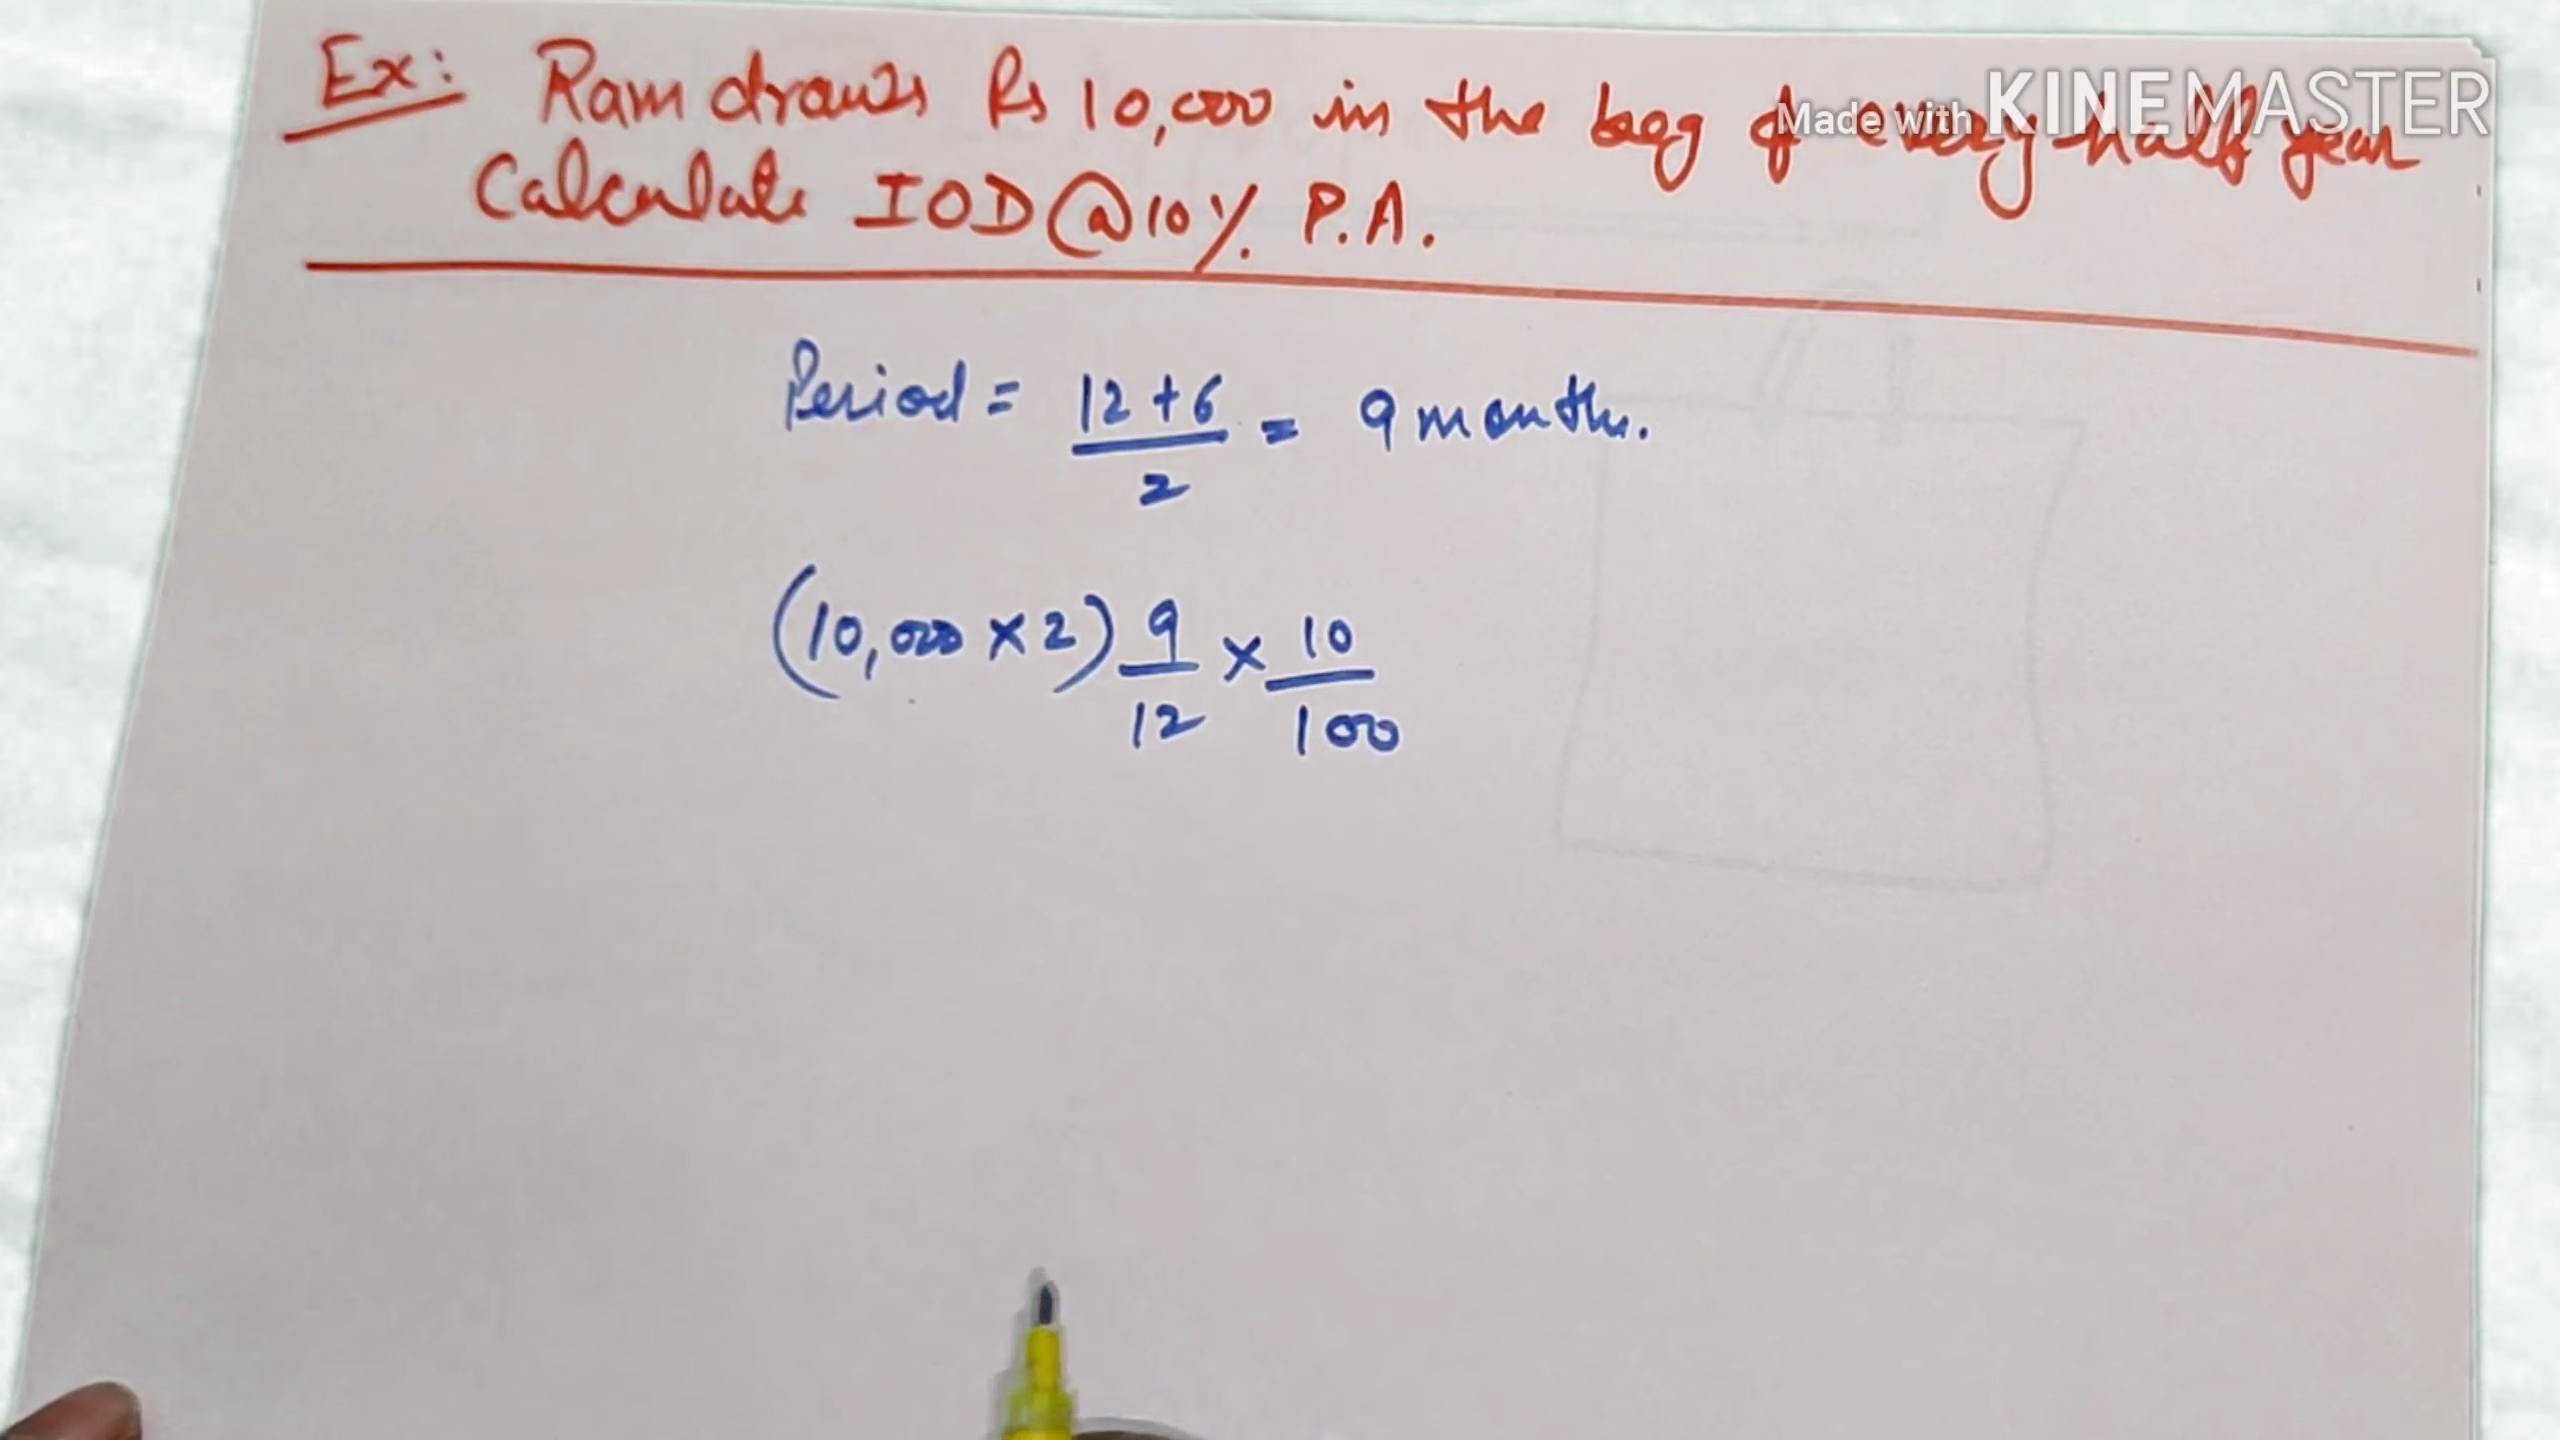 Ex: Ram draws Rs 10,000 in the beg of every half year
Made with KINEMASTER
Calculate IOD @ 10% P.A.
Period = 12 + 6 / 2 = 9 months.
(10,000 × 2) 9/12 × 10/100